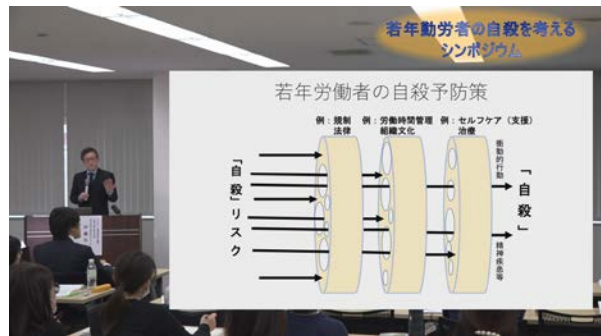 若年勤労者の自殺を考える
シンポジウム
若年労働者の自殺予防策
例：規制
法律
例：労働時間管理
組織文化
例：セルフケア（支援）
治療
「自殺」リスク
衝動的行動
精神疾患等
「自殺」